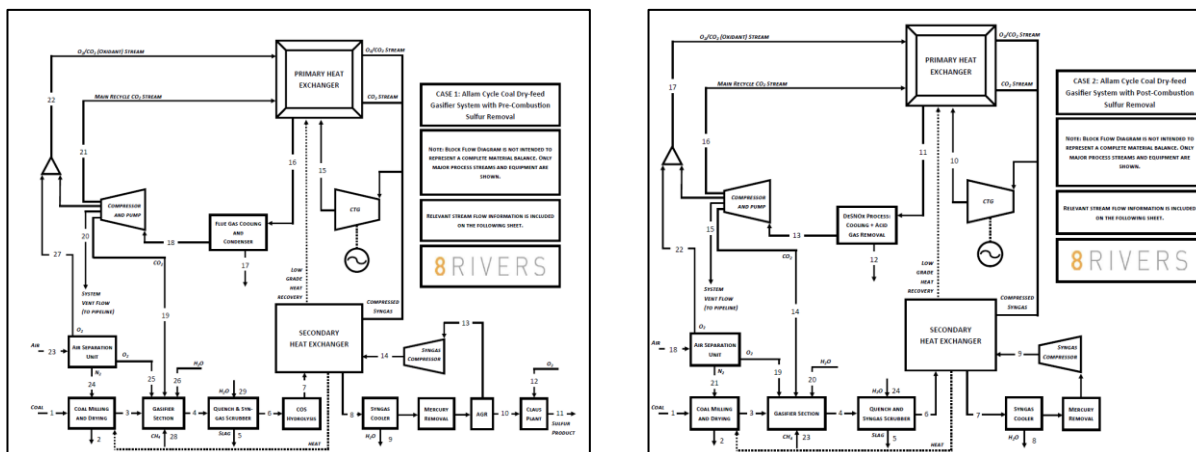 O₂/CO₂ (OXIDANT) STREAM
O₂/CO₂ STREAM
PRIMARY HEAT
EXCHANGER
MAIN RECYCLE CO₂ STREAM
CO₂ STREAM
22
21
16
15
CASE 1: Allam Cycle Coal Dry-feed
Gasifier System with Pre-Combustion
Sulfur Removal
NOTE: BLOCK FLOW DIAGRAM IS NOT INTENDED
TO REPRESENT A COMPLETE MATERIAL BALANCE. ONLY
MAJOR PROCESS STREAMS AND EQUIPMENT ARE
SHOWN.
RELEVANT STREAM FLOW INFORMATION IS INCLUDED
ON THE FOLLOWING SHEET.
8 RIVERS
COMPRESSOR
AND PUMP
CTG
FLUE GAS COOLING
AND
CONDENSER
20
18
17
27
CO₂
LOW
GRADE
HEAT
RECOVERY
SYSTEM
VENT FLOW
(TO PIPELINE)
19
COMPRESSED
SYNGAS
SECONDARY
HEAT EXCHANGER
13
14
SYNGAS
COMPRESSOR
O₂
AIR
23
AIR SEPARATION
UNIT
O₂
N₂
24
25
26
H₂O
H₂O
29
7
O₂
12
COAL
1
COAL MILLING
AND DRYING
3
GASIFIER
SECTION
4
QUENCH & SYN-
GAS SCRUBBER
6
COS
HYDROLYSIS
8
SYNGAS
COOLER
MERCURY
REMOVAL
AGR
10
CLAUS
PLANT
11
SULFUR
PRODUCT
2
CH₄
28
SLAG
5
HEAT
H₂O
9
O₂/CO₂ (OXIDANT) STREAM
O₂/CO₂ STREAM
PRIMARY HEAT
EXCHANGER
MAIN RECYCLE CO₂ STREAM
CO₂ STREAM
17
16
11
10
CASE 2: Allam Cycle Coal Dry-feed
Gasifier System with Post-Combustion
Sulfur Removal
NOTE: BLOCK FLOW DIAGRAM IS NOT INTENDED TO
REPRESENT A COMPLETE MATERIAL BALANCE. ONLY
MAJOR PROCESS STREAMS AND EQUIPMENT ARE
SHOWN.
RELEVANT STREAM FLOW INFORMATION IS INCLUDED
ON THE FOLLOWING SHEET.
8 RIVERS
COMPRESSOR
AND PUMP
CTG
DESNOX PROCESS:
COOLING + ACID
GAS REMOVAL
15
13
12
22
CO₂
LOW
GRADE
HEAT
RECOVERY
SYSTEM
VENT FLOW
(TO PIPELINE)
14
COMPRESSED
SYNGAS
SECONDARY
HEAT EXCHANGER
9
SYNGAS
COMPRESSOR
O₂
AIR
18
AIR SEPARATION
UNIT
O₂
N₂
21
19
20
H₂O
H₂O
24
COAL
1
COAL MILLING
AND DRYING
3
GASIFIER SECTION
4
QUENCH AND
SYNGAS SCRUBBER
6
7
SYNGAS
COOLER
MERCURY
REMOVAL
2
CH₄
23
SLAG
5
HEAT
H₂O
8